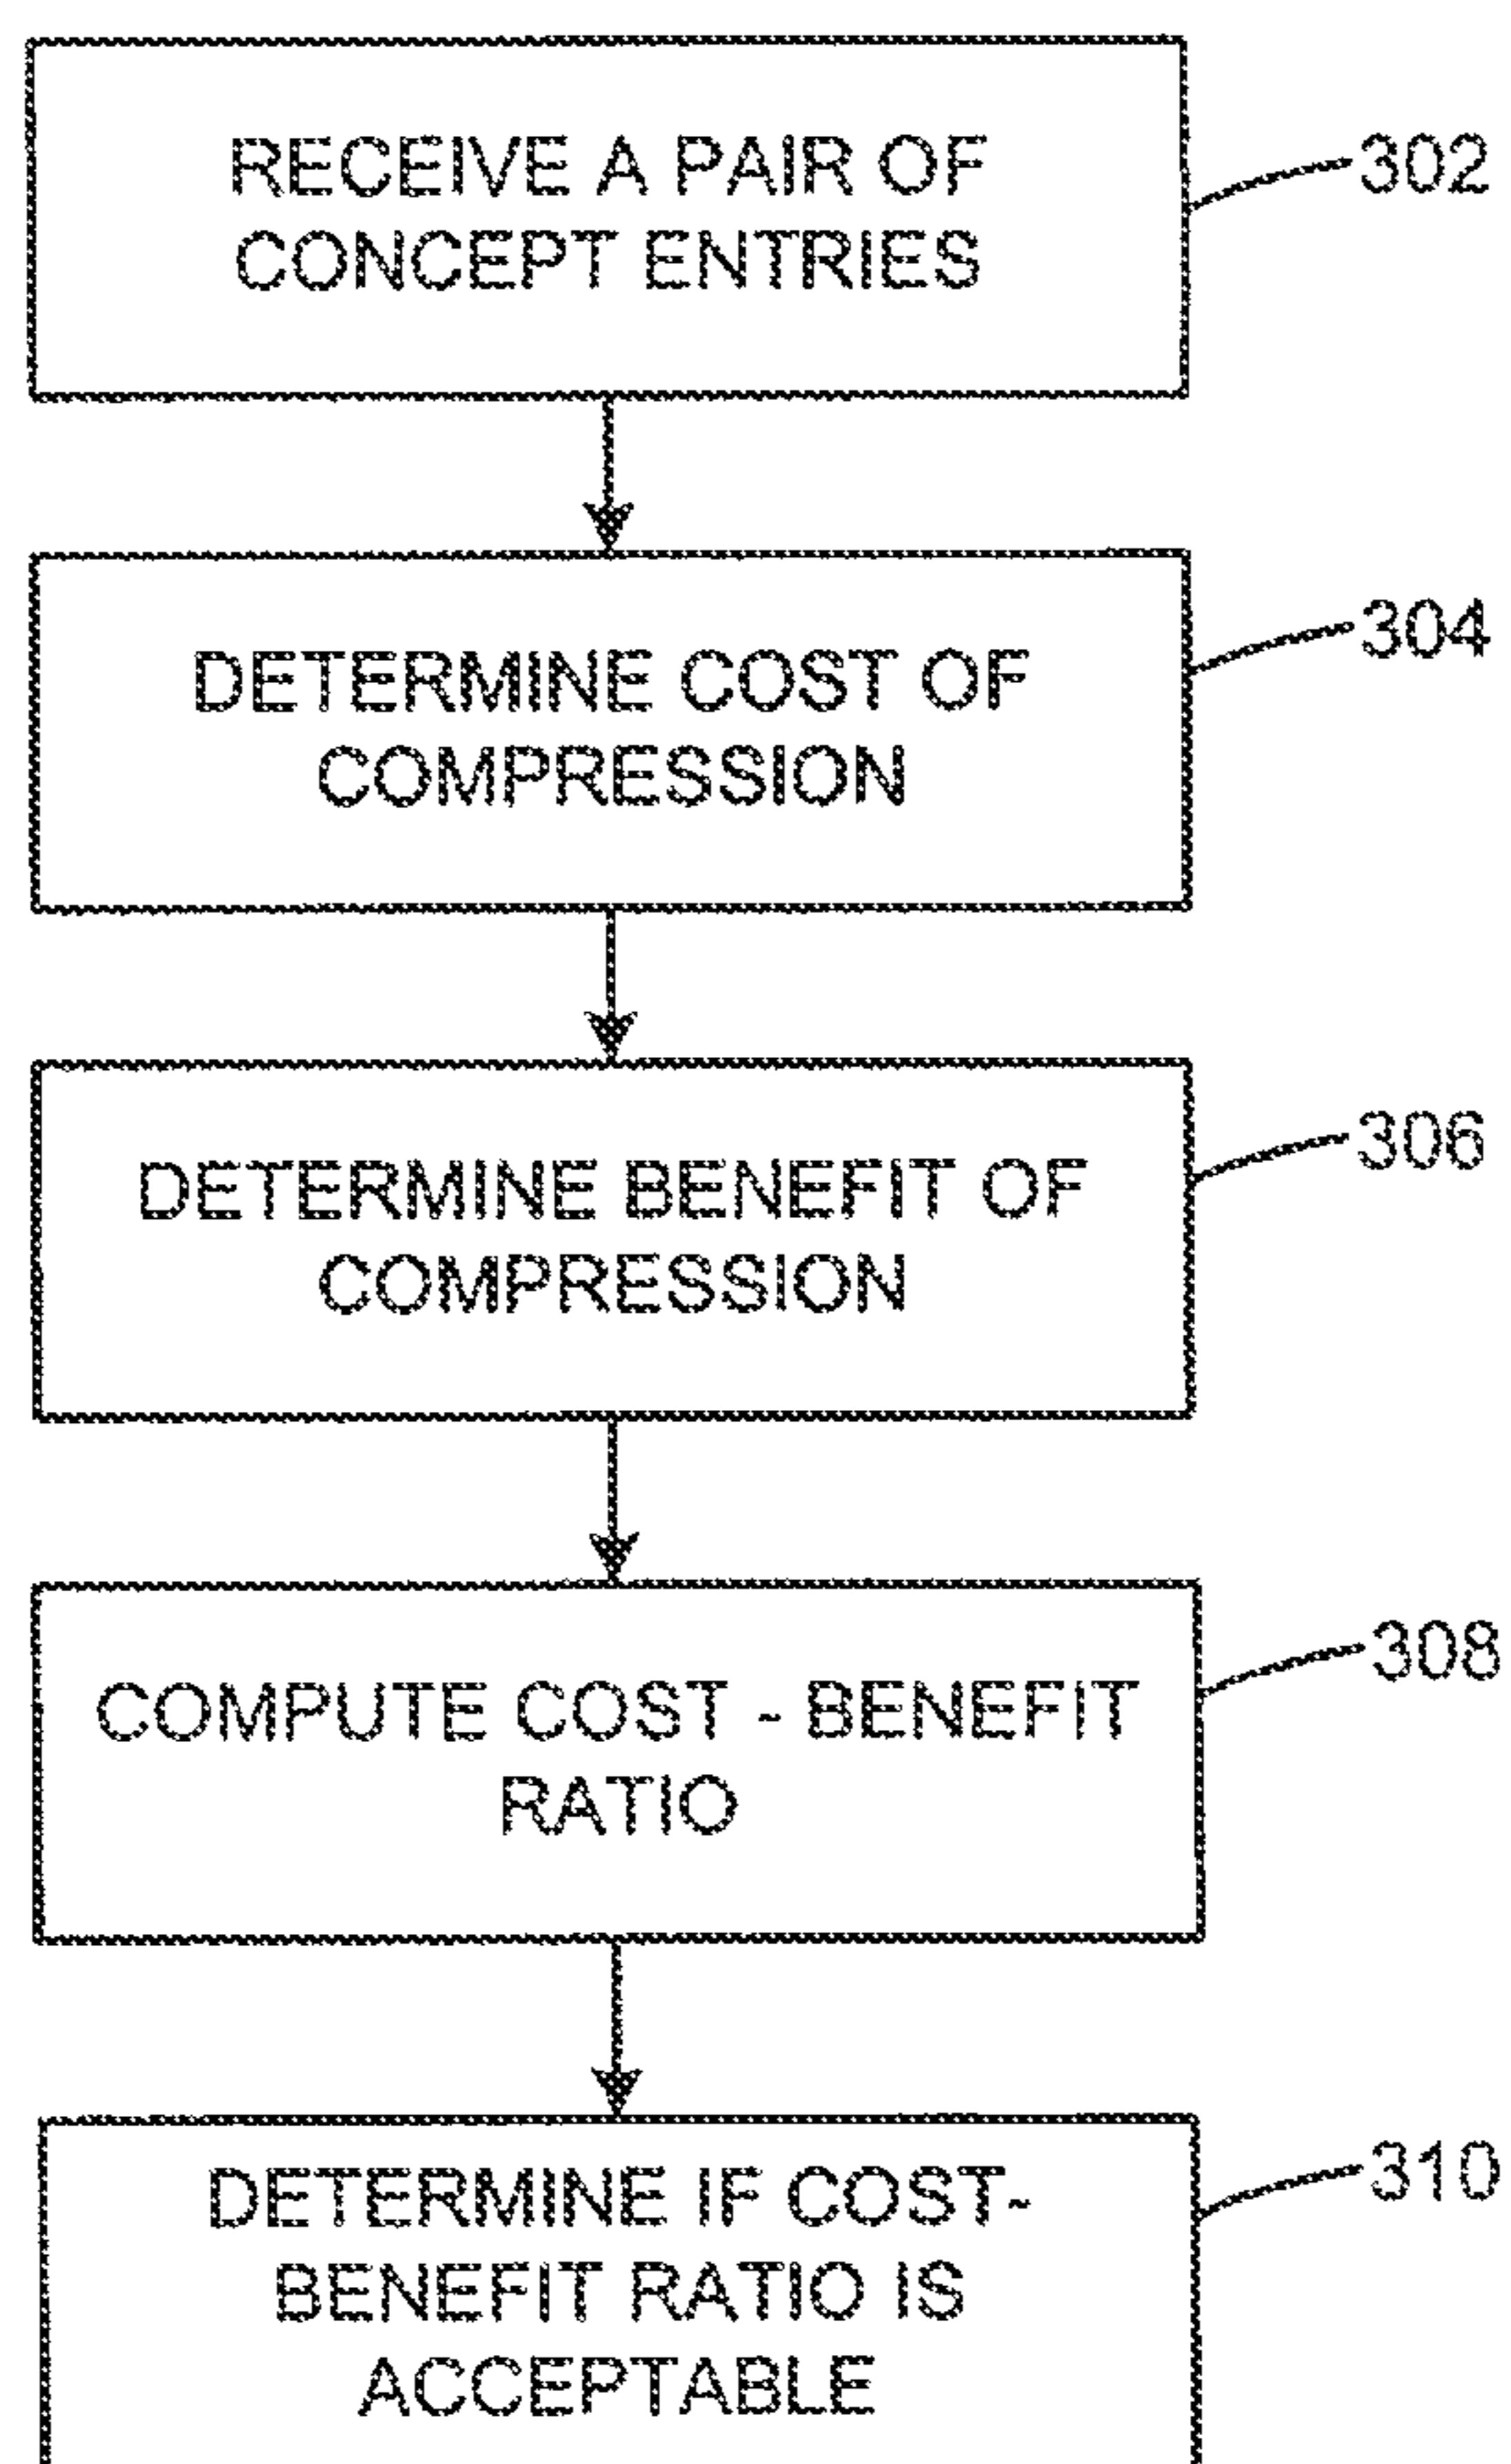 RECEIVE A PAIR OF
CONCEPT ENTRIES
302
DETERMINE COST OF
COMPRESSION
304
DETERMINE BENEFIT OF
COMPRESSION
306
COMPUTE COST - BENEFIT
RATIO
308
DETERMINE IF COST-
BENEFIT RATIO IS
ACCEPTABLE
310